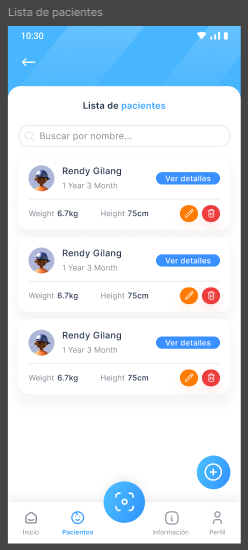 Lista de pacientes
10:30
Lista de pacientes
Buscar por nombre...
Rendy Gilang
1 Year 3 Month
Ver detalles
Weight 6.7kg Height 75cm
Rendy Gilang
1 Year 3 Month
Ver detalles
Weight 6.7kg Height 75cm
Rendy Gilang
1 Year 3 Month
Ver detalles
Weight 6.7kg Height 75cm
Inicio Pacientes Información Perfil